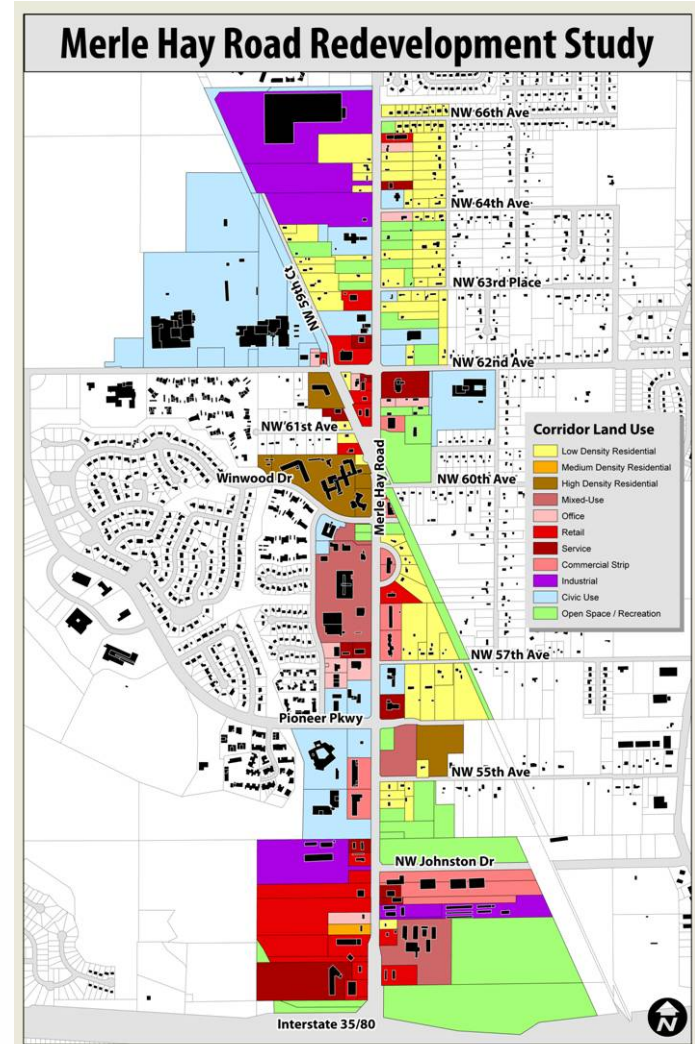 Merle Hay Road Redevelopment Study
NW 66th Ave
NW 64th Ave
NW 59th Ct
NW 63rd Place
NW 62nd Ave
NW 61st Ave
Merle Hay Road
Winwood Dr
NW 60th Ave
Corridor Land Use
Low Density Residential
Medium Density Residential
High Density Residential
Mixed-Use
Office
Retail
Service
Commercial Strip
Industrial
Civic Use
Open Space / Recreation
NW 57th Ave
Pioneer Pkwy
NW 55th Ave
NW Johnston Dr
Interstate 35/80
N